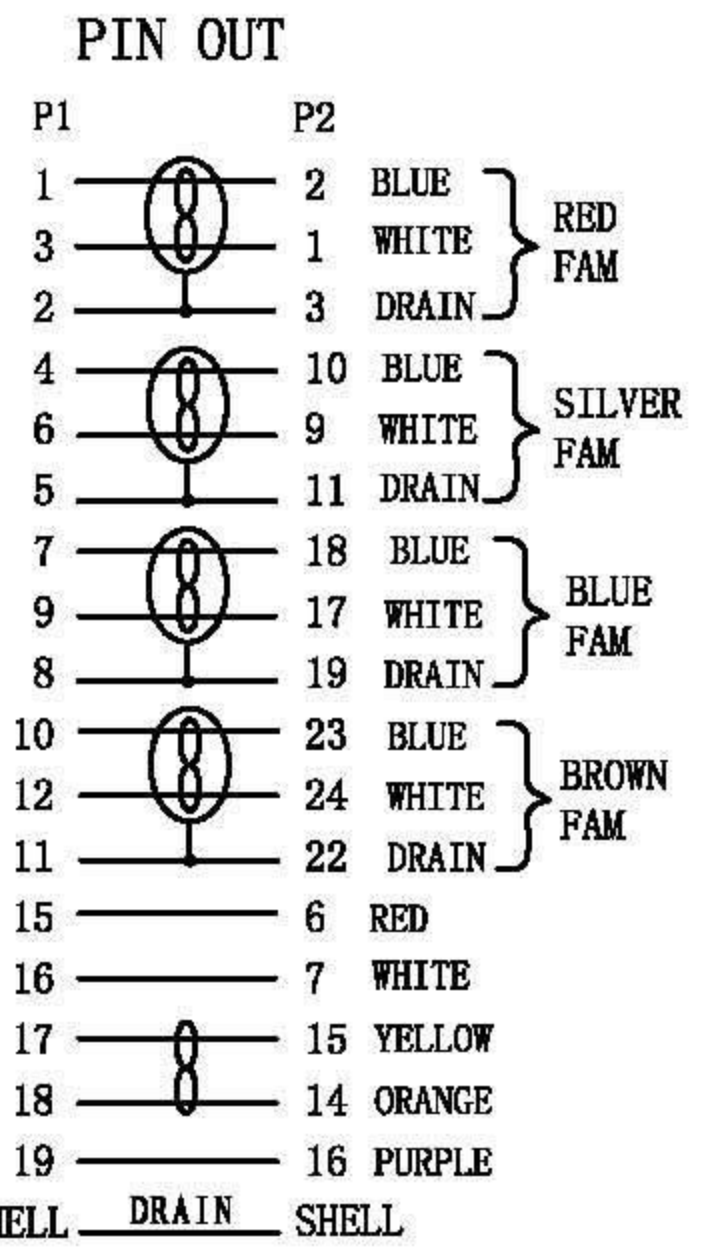 PIN OUT
P1 P2
1 2 BLUE
3 1 WHITE
2 3 DRAIN
RED
FAM
4 10 BLUE
6 9 WHITE
5 11 DRAIN
SILVER
FAM
7 18 BLUE
9 17 WHITE
8 19 DRAIN
BLUE
FAM
10 23 BLUE
12 24 WHITE
11 22 DRAIN
BROWN
FAM
15 6 RED
16 7 WHITE
17 15 YELLOW
18 14 ORANGE
19 16 PURPLE
ELL DRAIN SHELL